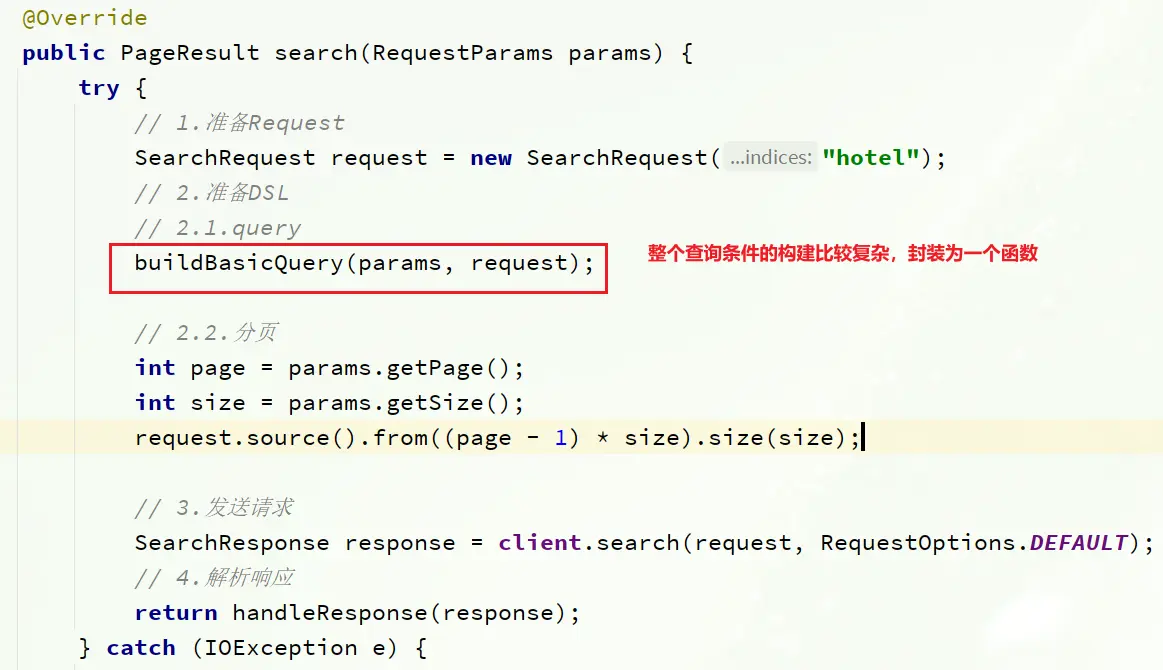 @Override
public PageResult search(RequestParams params) {
try {
// 1.准备Request
SearchRequest request = new SearchRequest( ...indices: "hotel");
// 2.准备DSL
// 2.1.query
buildBasicQuery(params, request);
整个查询条件的构建比较复杂，封装为一个函数
// 2.2.分页
int page = params.getPage();
int size = params.getSize();
request.source().from((page - 1) * size).size(size);
// 3.发送请求
SearchResponse response = client.search(request, RequestOptions.DEFAULT);
// 4.解析响应
return handleResponse(response);
} catch (IOException e) {